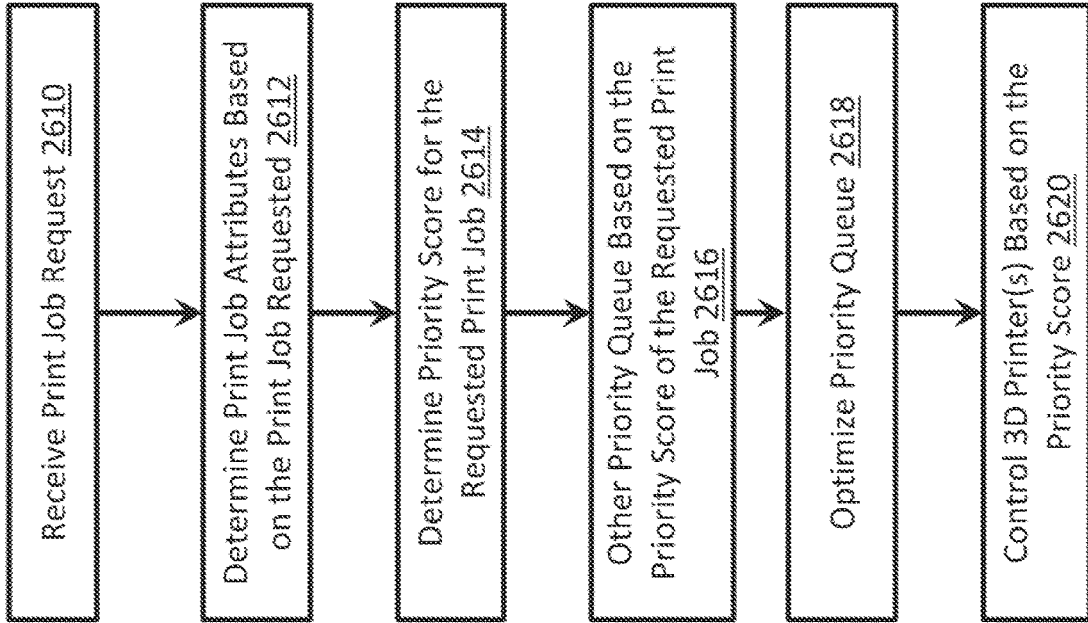 Receive Print Job Request 2610
Determine Print Job Attributes Based
on the Print Job Requested 2612
Determine Priority Score for the
Requested Print Job 2614
Other Priority Queue Based on the
Priority Score of the Requested Print
Job 2616
Optimize Priority Queue 2618
Control 3D Printer(s) Based on the
Priority Score 2620